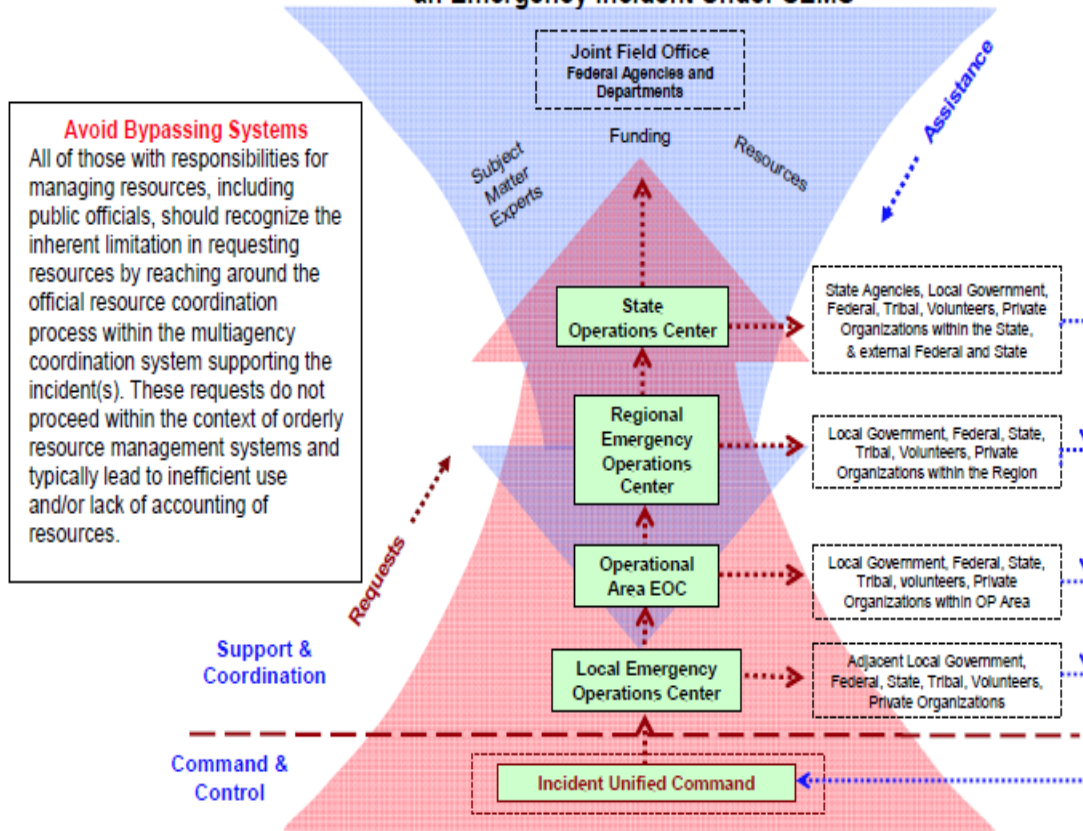 an Emergency Incident Under SEMS
Joint Field Office
Federal Agencies and
Departments
Assistance
Avoid Bypassing Systems
All of those with responsibilities for
managing resources, including
public officials, should recognize the
inherent limitation in requesting
resources by reaching around the
official resource coordination
process within the multiagency
coordination system supporting the
incident(s). These requests do not
proceed within the context of orderly
resource management systems and
typically lead to inefficient use
and/or lack of accounting of
resources.
Subject
Matter
Experts
Funding
Resources
State
Operations Center
State Agencies, Local Government,
Federal, Tribal, Volunteers, Private
Organizations within the State,
& external Federal and State
Regional
Emergency
Operations
Center
Local Government, Federal, State,
Tribal, Volunteers, Private
Organizations within the Region
Requests
Operational
Area EOC
Local Government, Federal, State,
Tribal, volunteers, Private
Organizations within OP Area
Support &
Coordination
Local Emergency
Operations Center
Adjacent Local Government,
Federal, State, Tribal, Volunteers,
Private Organizations
Command &
Control
Incident Unified Command